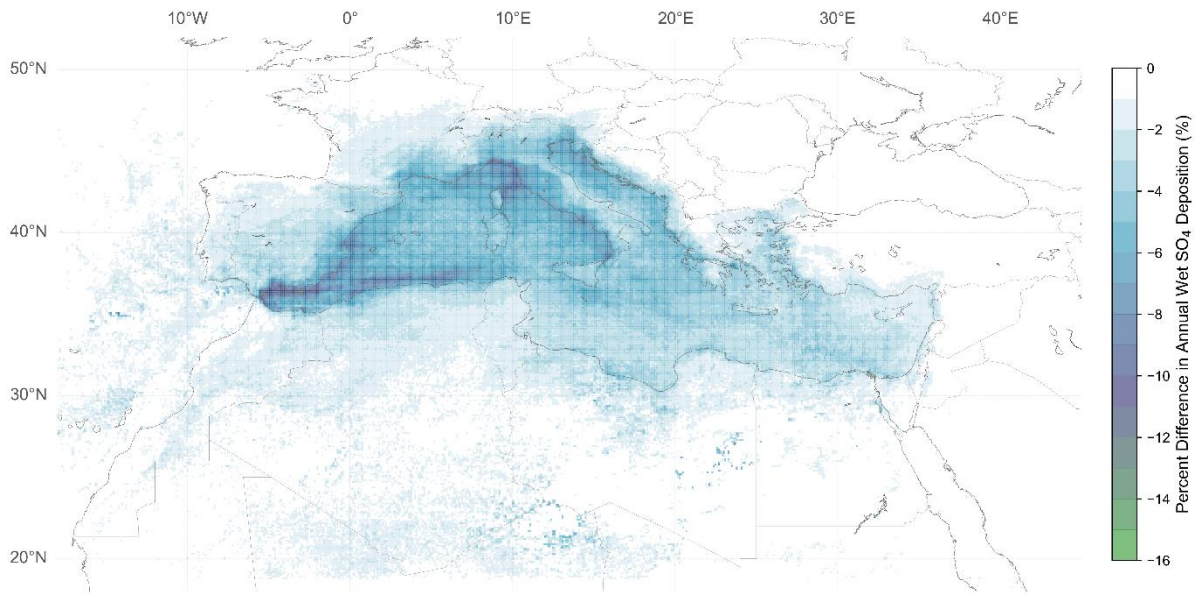 10°W 0° 10°E 20°E 30°E 40°E
50°N
40°N
30°N
20°N
0
−2
−4
−6
−8
−10
−12
−14
−16
Percent Difference in Annual Wet SO₄ Deposition (%)